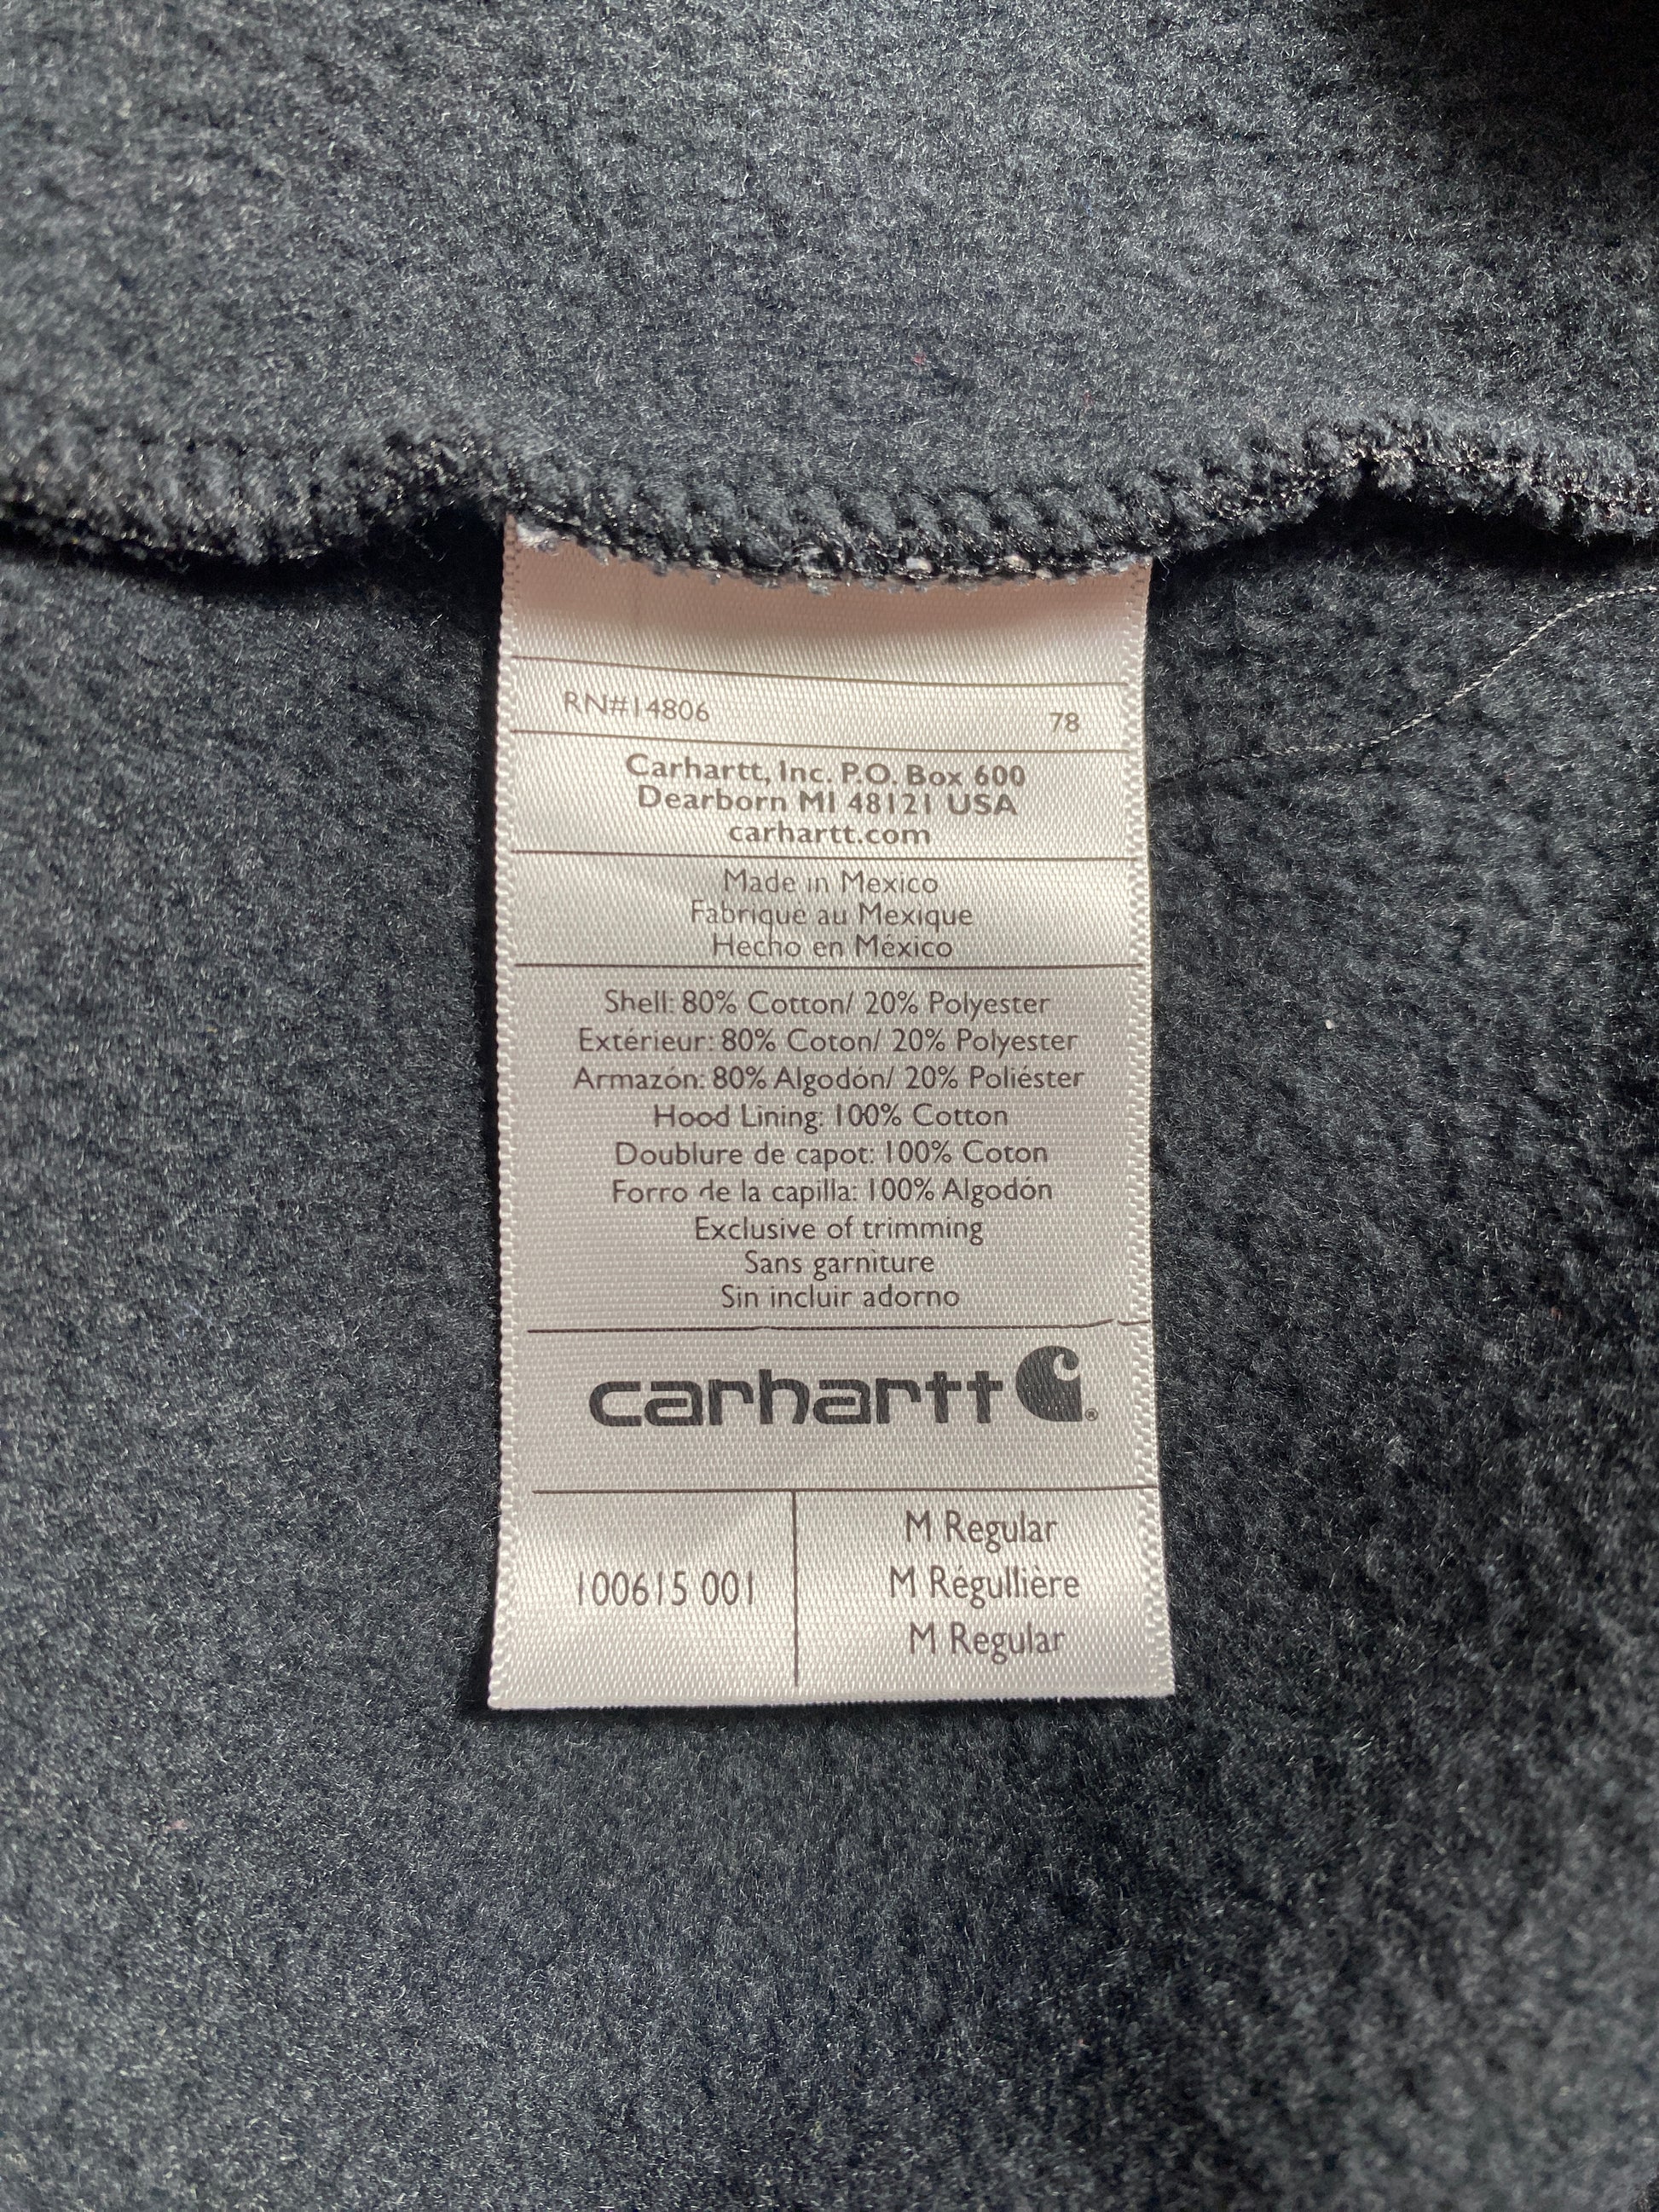 RN#14806 78
Carhartt, Inc. P.O. Box 600
Dearborn MI 48121 USA
carhartt.com
Made in Mexico
Fabriqué au Mexique
Hecho en México
Shell: 80% Cotton/ 20% Polyester
Extérieur: 80% Coton/ 20% Polyester
Armazón: 80% Algodón/ 20% Poliéster
Hood Lining: 100% Cotton
Doublure de capot: 100% Coton
Forro de la capilla: 100% Algodón
Exclusive of trimming
Sans garniture
Sin incluir adorno
carhartt ®
100615 001
M Regular
M Régullière
M Regular